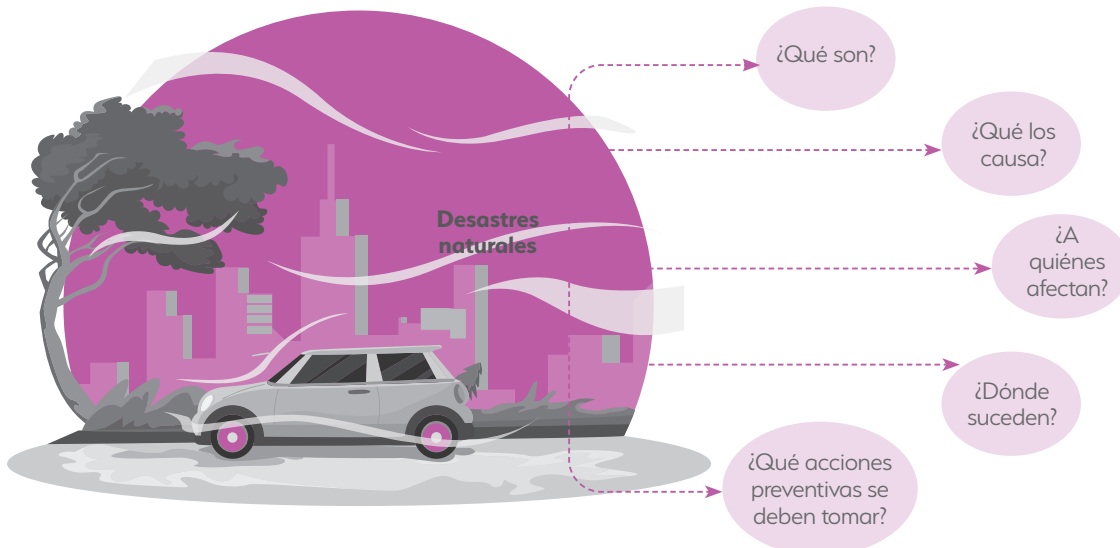 ¿Qué son?
¿Qué los
causa?
Desastres
naturales
¿A
quiénes
afectan?
¿Dónde
suceden?
¿Qué acciones
preventivas se
deben tomar?